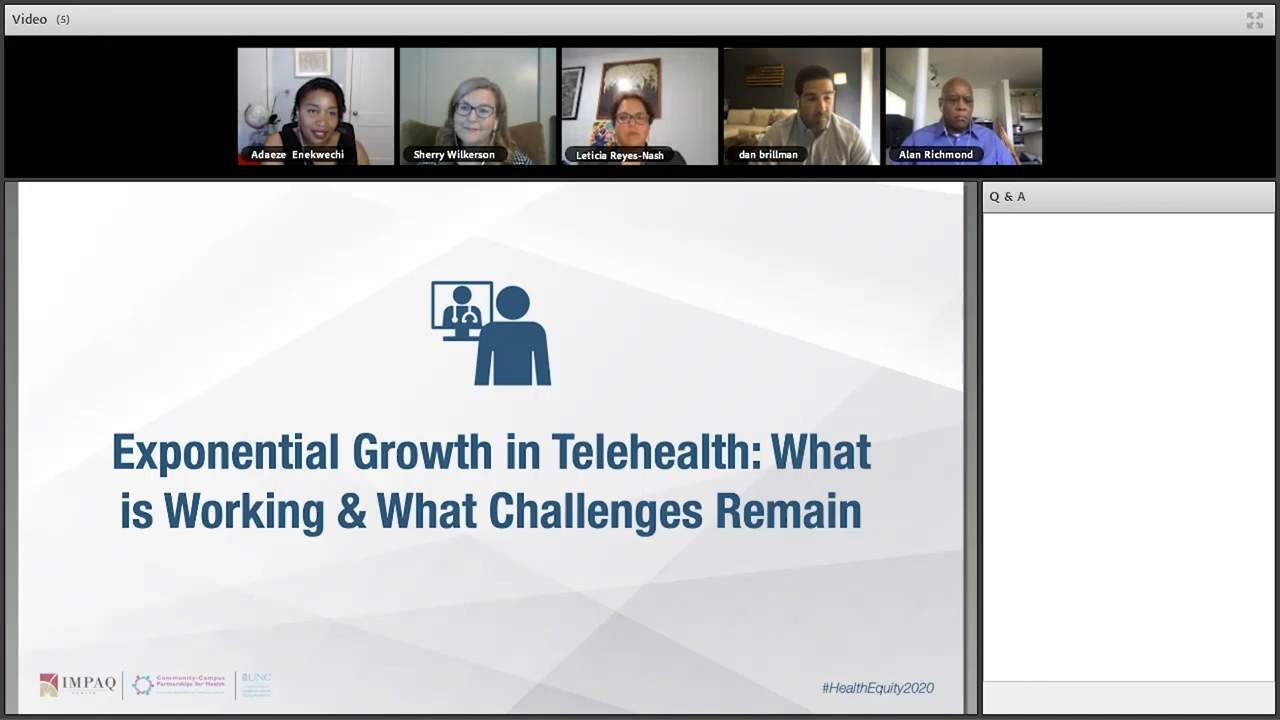 Video (5)
Adaeze Enekwechi
Sherry Wilkerson
Leticia Reyes-Nash
dan brillman
Alan Richmond
Q & A
Exponential Growth in Telehealth: What
is Working & What Challenges Remain
IMPAQ
Community-Campus
Partnerships for Health
UNC
#HealthEquity2020